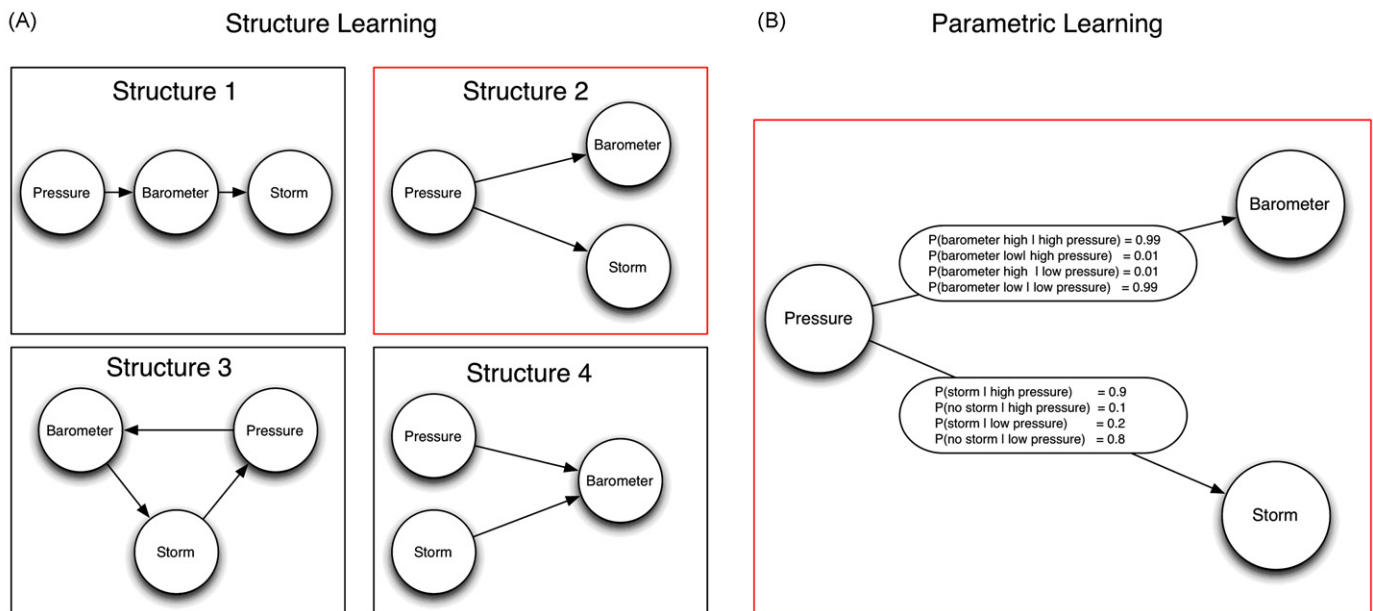 (A)
Structure Learning
Structure 1
Pressure
Barometer
Storm
Structure 2
Pressure
Barometer
Storm
Structure 3
Barometer
Pressure
Storm
Structure 4
Pressure
Barometer
Storm
(B)
Parametric Learning
Pressure
Barometer
P(barometer high | high pressure) = 0.99
P(barometer low| high pressure) = 0.01
P(barometer high | low pressure) = 0.01
P(barometer low | low pressure) = 0.99
P(storm | high pressure) = 0.9
P(no storm | high pressure) = 0.1
P(storm | low pressure) = 0.2
P(no storm | low pressure) = 0.8
Storm